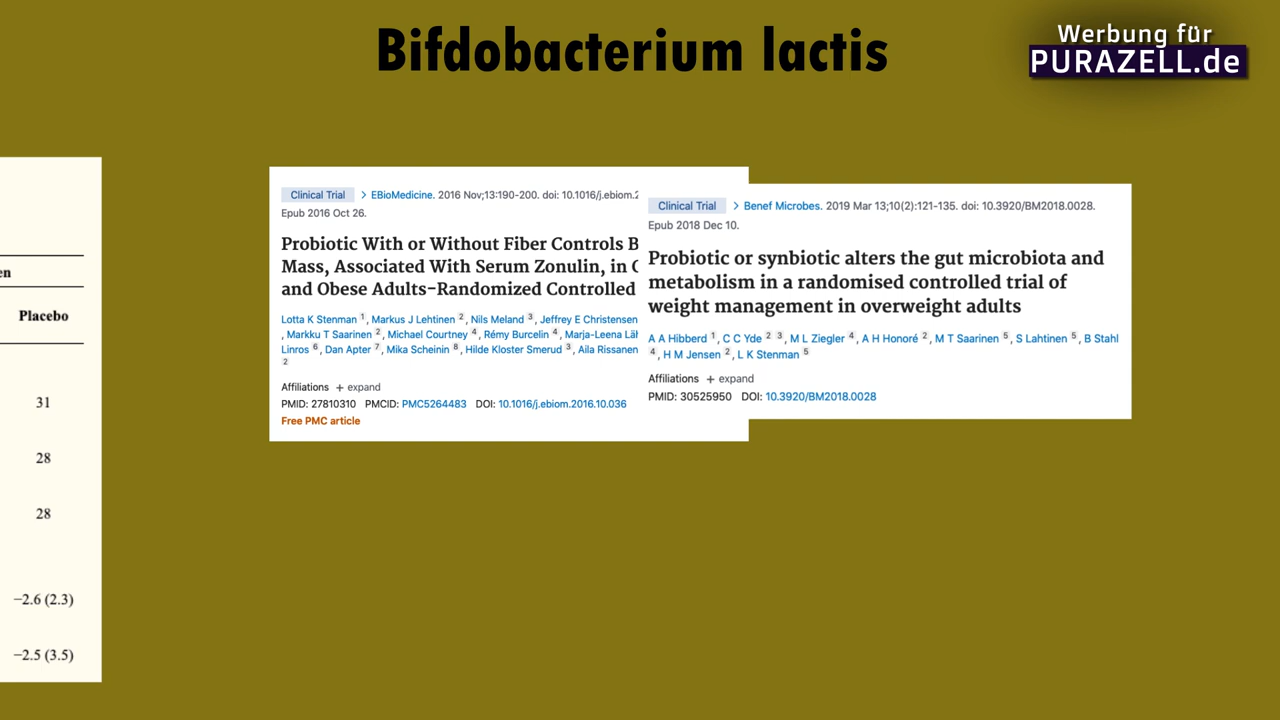 Bifdobacterium lactis
Werbung für
PURAZELL.de
en
Placebo
31
28
28
−2.6 (2.3)
−2.5 (3.5)
Clinical Trial > EBioMedicine. 2016 Nov;13:190-200. doi: 10.1016/j.ebiom.2
Epub 2016 Oct 26.
Probiotic With or Without Fiber Controls B
Mass, Associated With Serum Zonulin, in O
and Obese Adults-Randomized Controlled
Lotta K Stenman 1, Markus J Lehtinen 2, Nils Meland 3, Jeffrey E Christensen
, Markku T Saarinen 2, Michael Courtney 4, Rémy Burcelin 4, Marja-Leena Läh
Linros 6, Dan Apter 7, Mika Scheinin 8, Hilde Kloster Smerud 3, Aila Rissanen
2
Affiliations + expand
PMID: 27810310 PMCID: PMC5264483 DOI: 10.1016/j.ebiom.2016.10.036
Free PMC article
Clinical Trial > Benef Microbes. 2019 Mar 13;10(2):121-135. doi: 10.3920/BM2018.0028.
Epub 2018 Dec 10.
Probiotic or synbiotic alters the gut microbiota and
metabolism in a randomised controlled trial of
weight management in overweight adults
A A Hibberd 1, C C Yde 2 3, M L Ziegler 4, A H Honoré 2, M T Saarinen 5, S Lahtinen 5, B Stahl
4, H M Jensen 2, L K Stenman 5
Affiliations + expand
PMID: 30525950 DOI: 10.3920/BM2018.0028